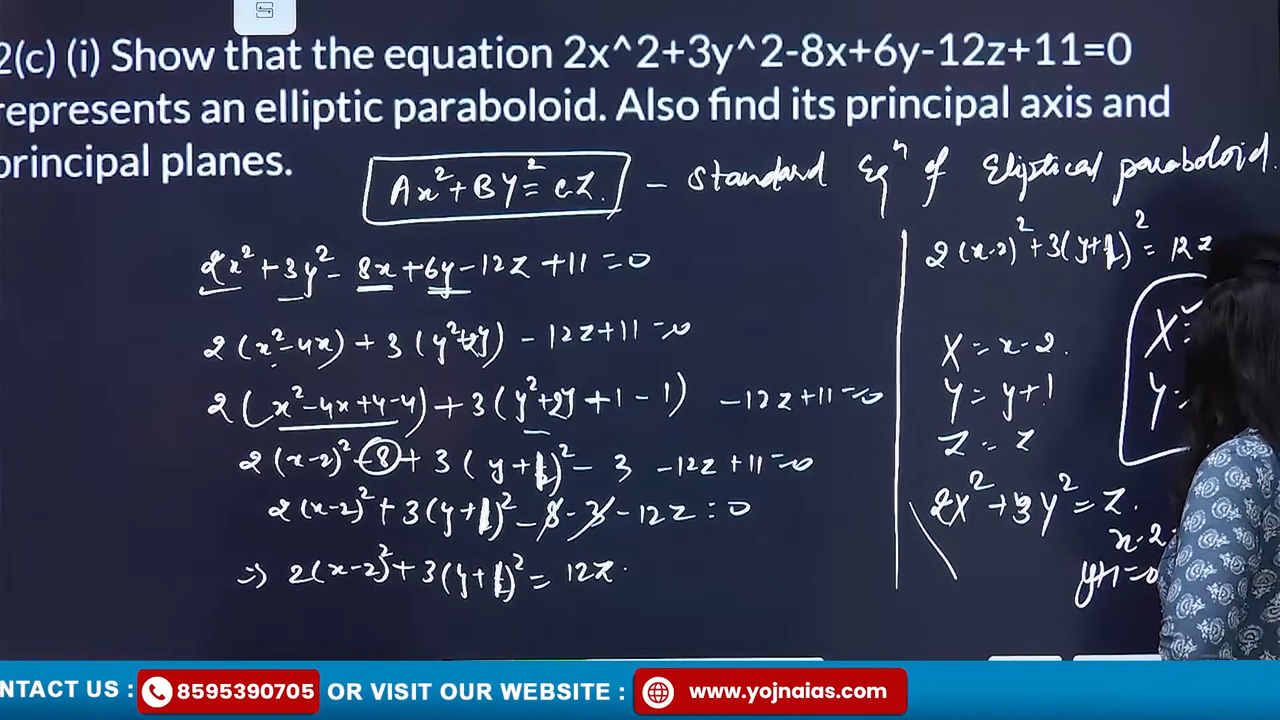 2(c) (i) Show that the equation 2x^2+3y^2-8x+6y-12z+11=0
represents an elliptic paraboloid. Also find its principal axis and
principal planes.
Ax² + BY² = cZ. – Standard Eqⁿ of Eliptical paraboloid.
2x² + 3y² - 8x + 6y - 12z + 11 = 0
2(x² - 4x) + 3(y² + 2y) - 12z + 11 = 0
2(x² - 4x + 4 - 4) + 3(y² + 2y + 1 - 1) - 12z + 11 = 0
2(x-2)² - 8 + 3(y+1)² - 3 - 12z + 11 = 0
2(x-2)² + 3(y+1)² - 8 - 3 - 12z = 0
=> 2(x-2)² + 3(y+1)² = 12z.
2(x-2)² + 3(y+1)² = 12z
X = x-2.
Y = y+1
Z = z
2X² + 3Y² = Z.
X =
Y =
x-2 =
y+1 = 0
NTACT US : 8595390705 OR VISIT OUR WEBSITE : www.yojnaias.com